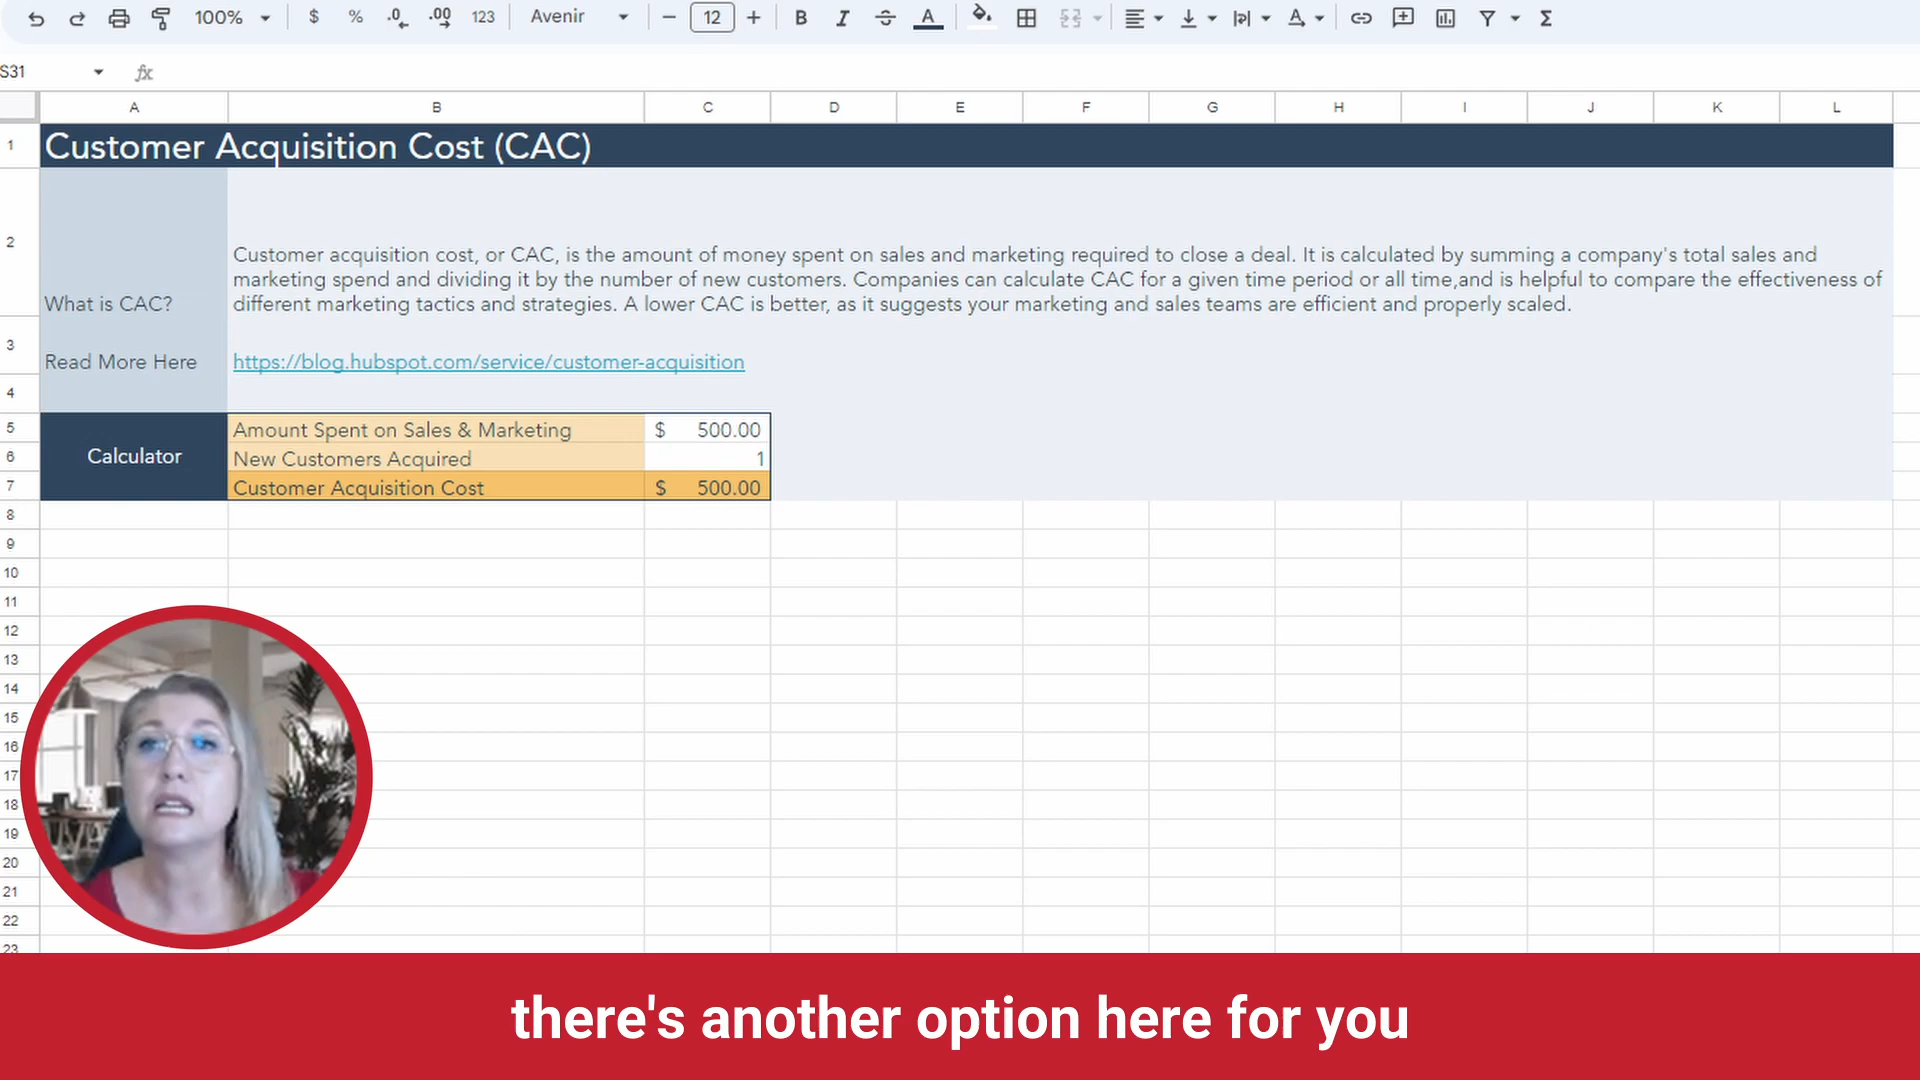 100% $ % .0 .00 123 Avenir 12 B I A A Σ
S31 fx
A B C D E F G H I J K L
1 Customer Acquisition Cost (CAC)
2 What is CAC? Customer acquisition cost, or CAC, is the amount of money spent on sales and marketing required to close a deal. It is calculated by summing a company's total sales and
marketing spend and dividing it by the number of new customers. Companies can calculate CAC for a given time period or all time,and is helpful to compare the effectiveness of
different marketing tactics and strategies. A lower CAC is better, as it suggests your marketing and sales teams are efficient and properly scaled.
3 Read More Here https://blog.hubspot.com/service/customer-acquisition
4
Calculator
5 Amount Spent on Sales & Marketing $ 500.00
6 New Customers Acquired 1
7 Customer Acquisition Cost $ 500.00
8
9
10
11
12
13
14
15
16
17
18
19
20
21
22
23
there's another option here for you